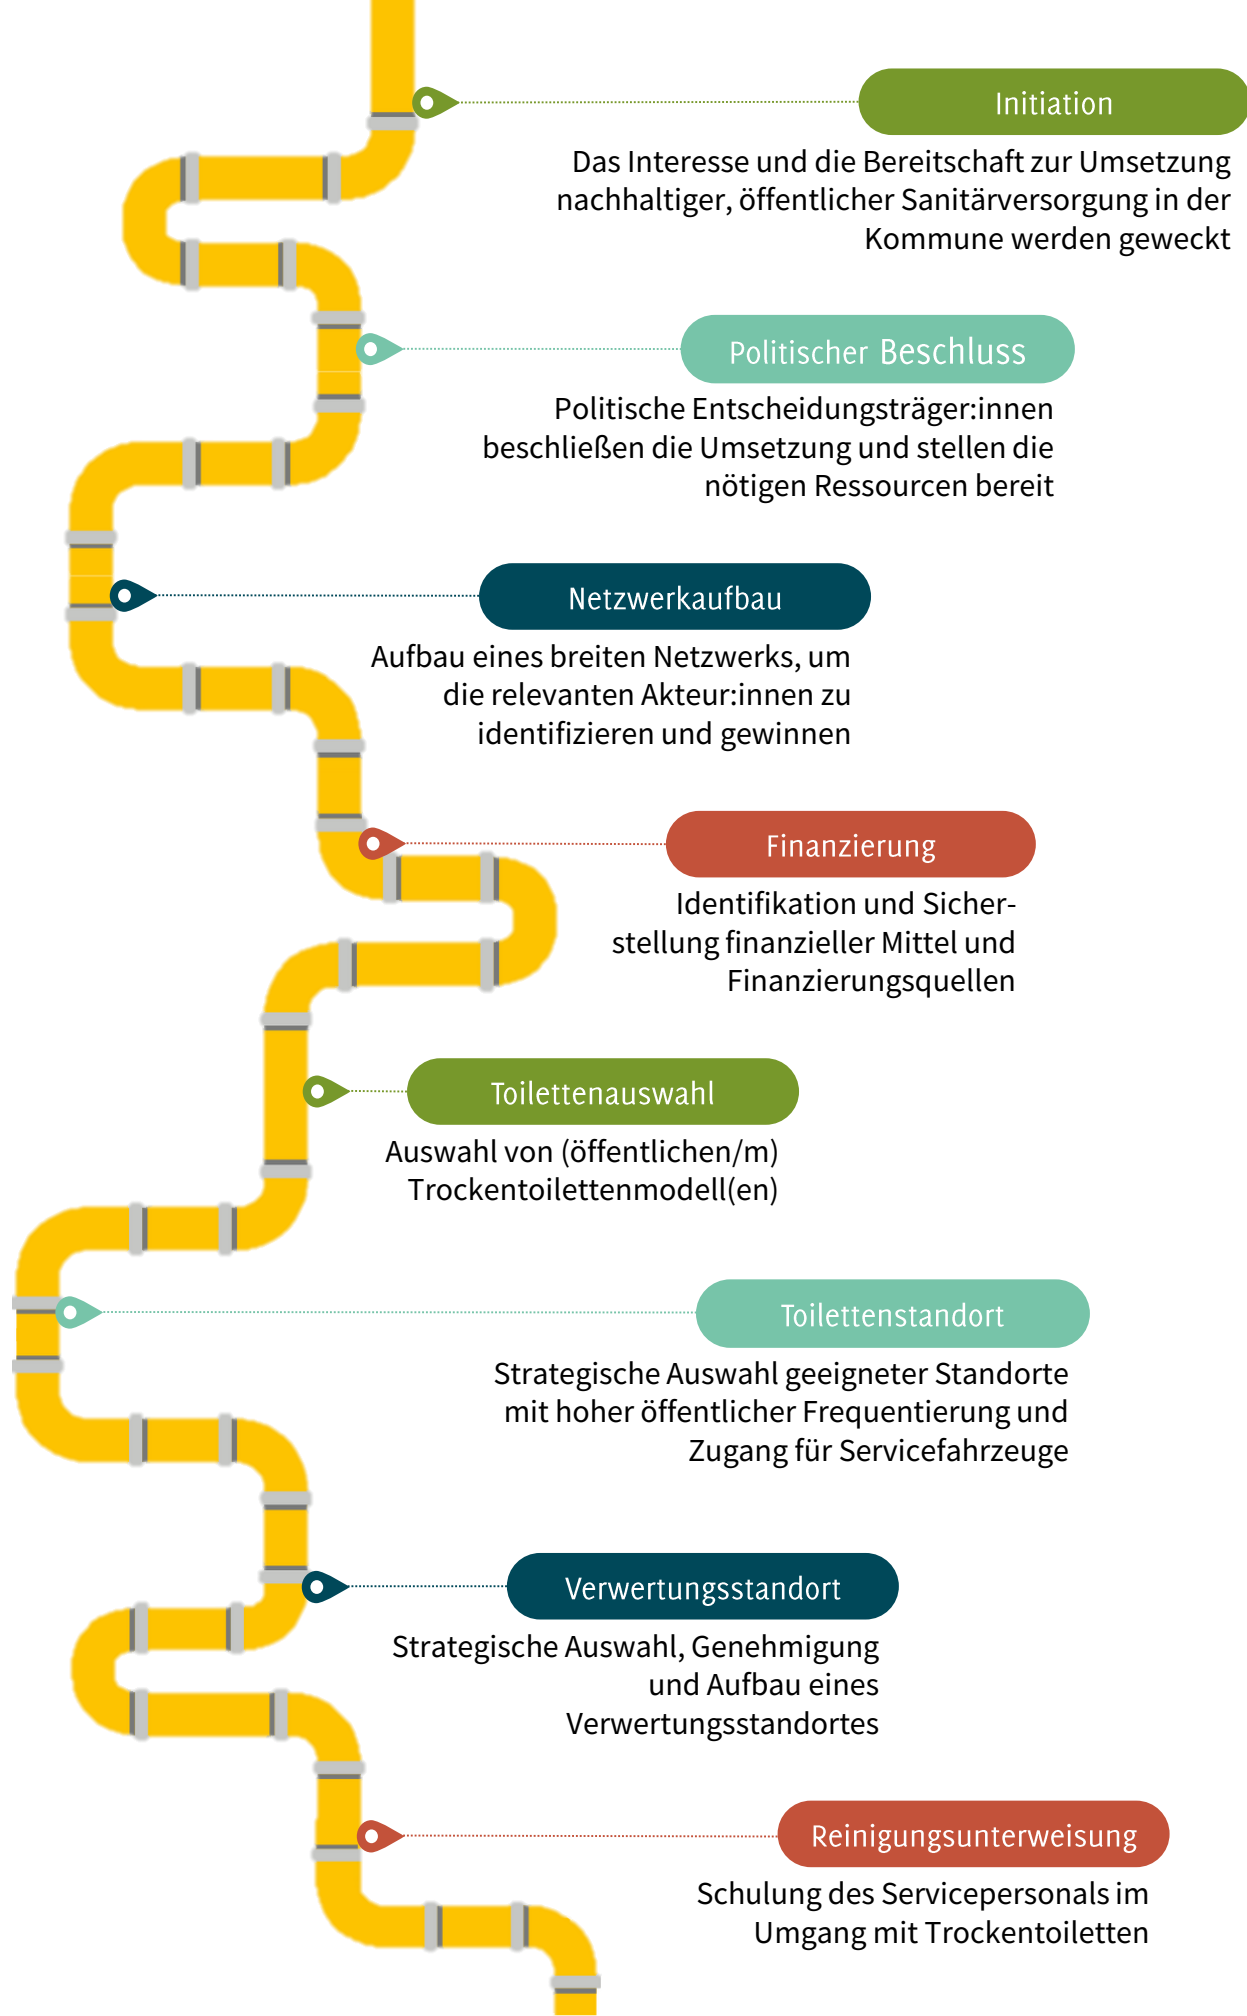 Initiation
Das Interesse und die Bereitschaft zur Umsetzung
nachhaltiger, öffentlicher Sanitärversorgung in der
Kommune werden geweckt
Politischer Beschluss
Politische Entscheidungsträger:innen
beschließen die Umsetzung und stellen die
nötigen Ressourcen bereit
Netzwerkaufbau
Aufbau eines breiten Netzwerks, um
die relevanten Akteur:innen zu
identifizieren und gewinnen
Finanzierung
Identifikation und Sicher-
stellung finanzieller Mittel und
Finanzierungsquellen
Toilettenauswahl
Auswahl von (öffentlichen/m)
Trockentoilettenmodell(en)
Toilettenstandort
Strategische Auswahl geeigneter Standorte
mit hoher öffentlicher Frequentierung und
Zugang für Servicefahrzeuge
Verwertungsstandort
Strategische Auswahl, Genehmigung
und Aufbau eines
Verwertungsstandortes
Reinigungsunterweisung
Schulung des Servicepersonals im
Umgang mit Trockentoiletten